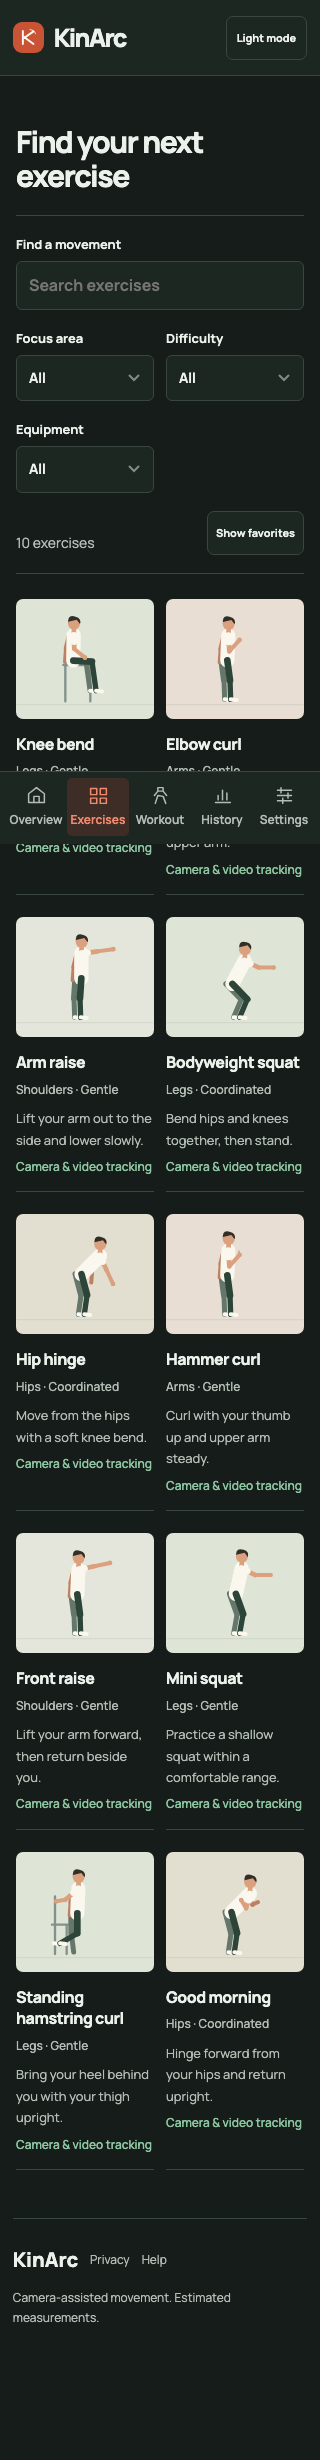 KinArc
Light mode
Find your next
exercise
Find a movement
Search exercises
Focus area
Difficulty
All
All
Equipment
All
10 exercises
Show favorites
Knee bend
Legs · Gentle
Elbow curl
Arms · Gentle
Overview
Exercises
Workout
History
Settings
Camera & video tracking
upper arm.
Camera & video tracking
Arm raise
Shoulders · Gentle
Lift your arm out to the
side and lower slowly.
Camera & video tracking
Bodyweight squat
Legs · Coordinated
Bend hips and knees
together, then stand.
Camera & video tracking
Hip hinge
Hips · Coordinated
Move from the hips
with a soft knee bend.
Camera & video tracking
Hammer curl
Arms · Gentle
Curl with your thumb
up and upper arm
steady.
Camera & video tracking
Front raise
Shoulders · Gentle
Lift your arm forward,
then return beside
you.
Camera & video tracking
Mini squat
Legs · Gentle
Practice a shallow
squat within a
comfortable range.
Camera & video tracking
Standing
hamstring curl
Legs · Gentle
Bring your heel behind
you with your thigh
upright.
Camera & video tracking
Good morning
Hips · Coordinated
Hinge forward from
your hips and return
upright.
Camera & video tracking
KinArc
Privacy
Help
Camera-assisted movement. Estimated
measurements.